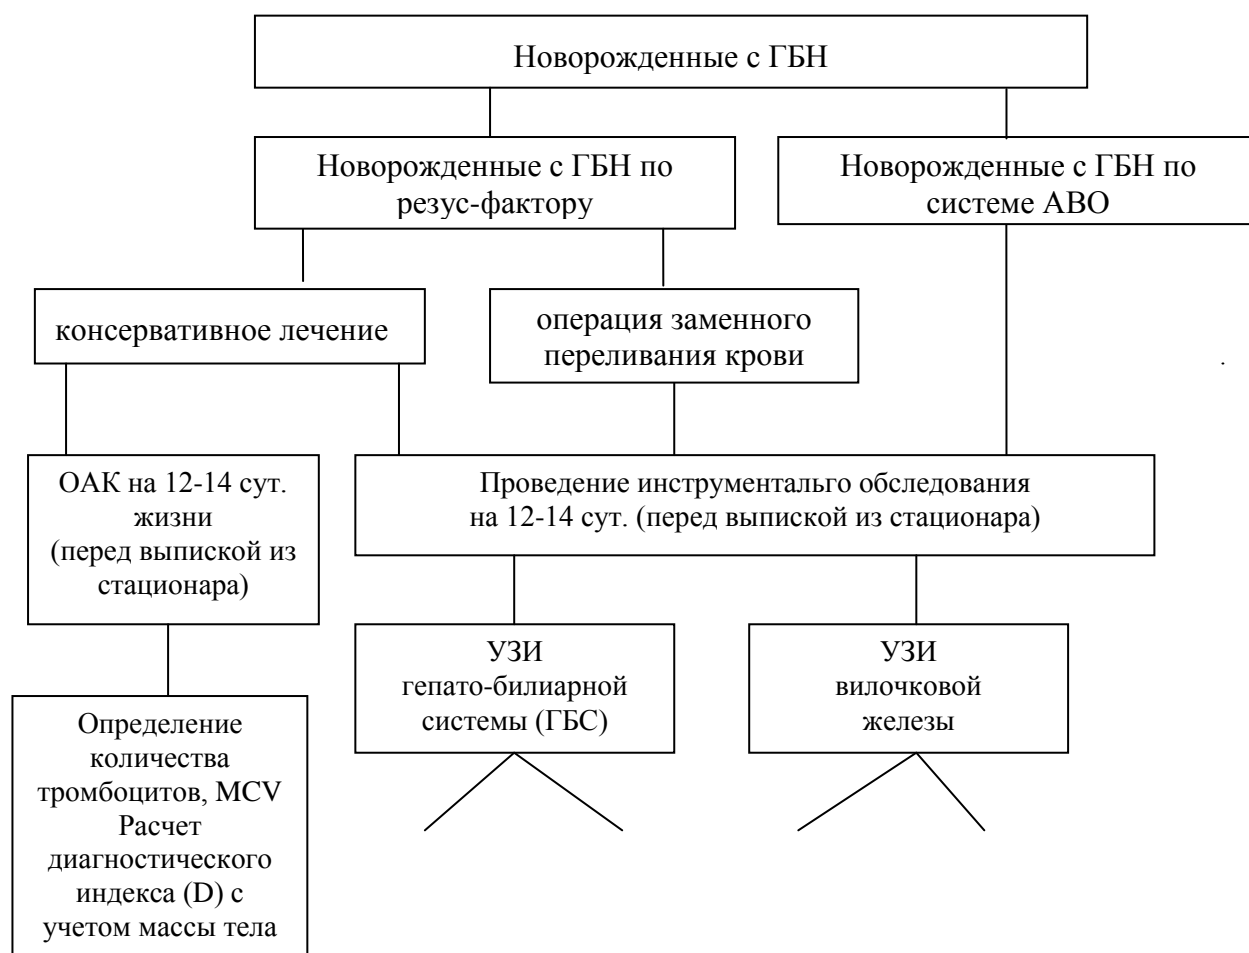 Новорожденные с ГБН
Новорожденные с ГБН по
резус-фактору
Новорожденные с ГБН по
системе АВО
консервативное лечение
операция заменного
переливания крови
.
ОАК на 12-14 сут.
жизни
(перед выпиской из
стационара)
Проведение инструментальго обследования
на 12-14 сут. (перед выпиской из стационара)
УЗИ
гепато-билиарной
системы (ГБС)
УЗИ
вилочковой
железы
Определение
количества
тромбоцитов, MCV
Расчет
диагностического
индекса (D) с
учетом массы тела